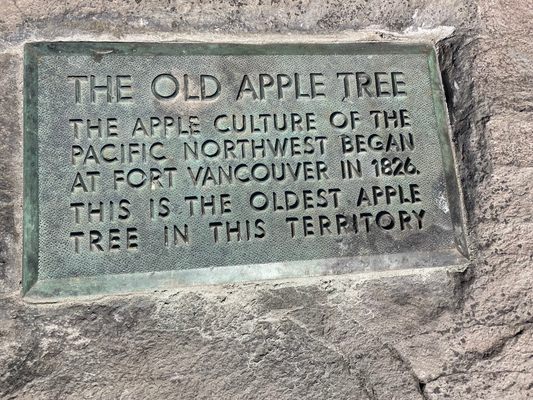 THE OLD APPLE TREE
THE APPLE CULTURE OF THE
PACIFIC NORTHWEST BEGAN
AT FORT VANCOUVER IN 1826.
THIS IS THE OLDEST APPLE
TREE IN THIS TERRITORY